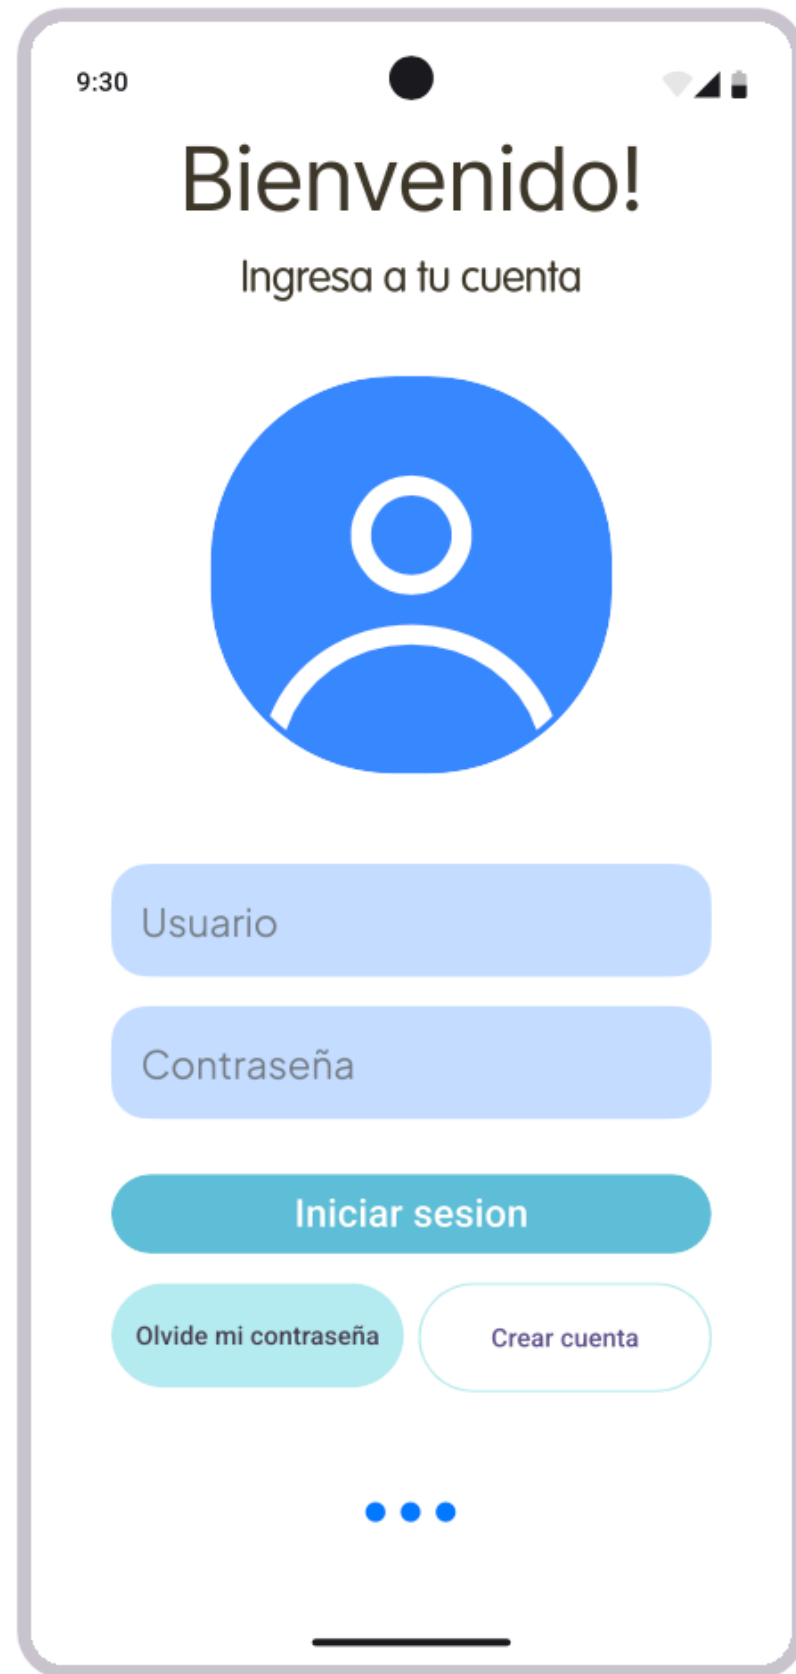 9:30
Bienvenido!
Ingresa a tu cuenta
Usuario
Contraseña
Iniciar sesion
Olvide mi contraseña
Crear cuenta